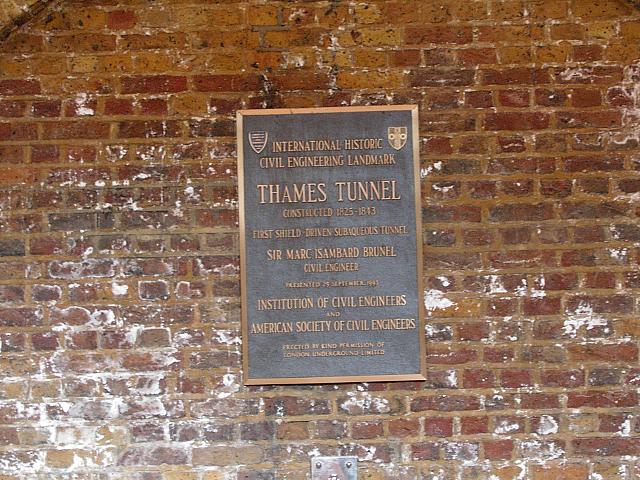 INTERNATIONAL HISTORIC
CIVIL ENGINEERING LANDMARK
THAMES TUNNEL
CONSTRUCTED 1825-1843
FIRST SHIELD-DRIVEN SUBAQUEOUS TUNNEL
SIR MARC ISAMBARD BRUNEL
CIVIL ENGINEER
PRESENTED 25 SEPTEMBER, 1993
INSTITUTION OF CIVIL ENGINEERS
AND
AMERICAN SOCIETY OF CIVIL ENGINEERS
ERECTED BY KIND PERMISSION OF
LONDON UNDERGROUND LIMITED